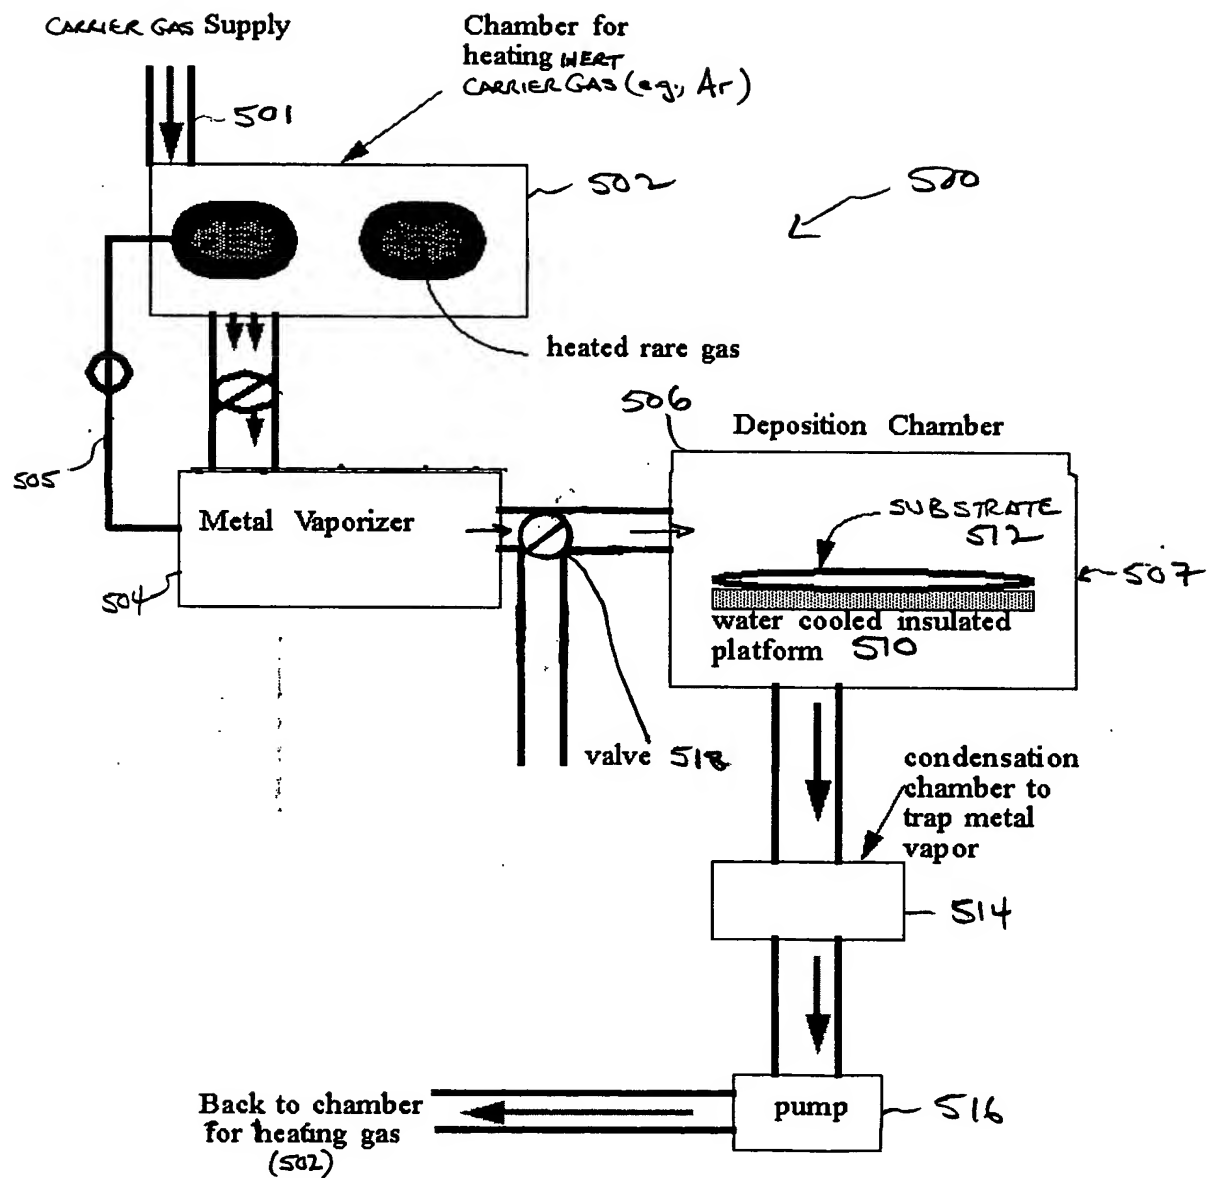 CARRIER GAS Supply
Chamber for
heating INERT
CARRIER GAS (e.g., Ar)
501
502
500
heated rare gas
506
Deposition Chamber
505
Metal Vaporizer
SUBSTRATE
512
507
504
water cooled insulated
platform 510
valve 518
condensation
chamber to
trap metal
vapor
514
Back to chamber
for heating gas
(502)
pump
516